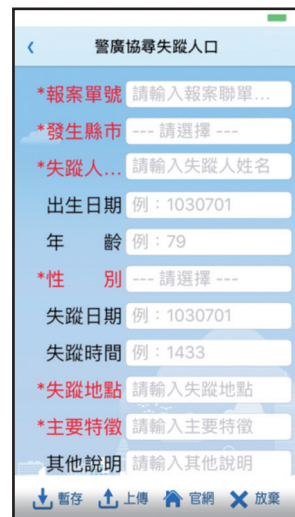 警廣協尋失蹤人口
*報案單號 請輸入報案聯單...
*發生縣市 --- 請選擇 ---
*失蹤人... 請輸入失蹤人姓名
出生日期 例：1030701
年 齡 例：79
*性 別 --- 請選擇 ---
失蹤日期 例：1030701
失蹤時間 例：1433
*失蹤地點 請輸入失蹤地點
*主要特徵 請輸入主要特徵
其他說明 請輸入其他說明
暫存 上傳 官網 放棄